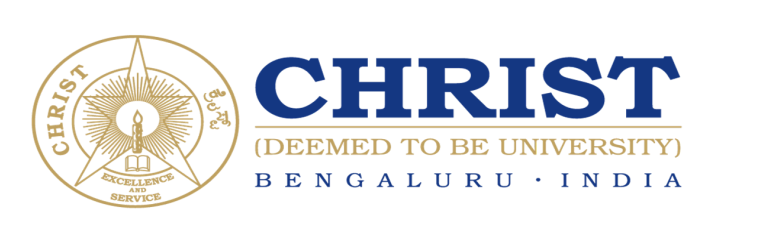 CHRIST
ಕ್ರೈಸ್ಟ್
EXCELLENCE
AND
SERVICE
CHRIST
(DEEMED TO BE UNIVERSITY)
BENGALURU · INDIA